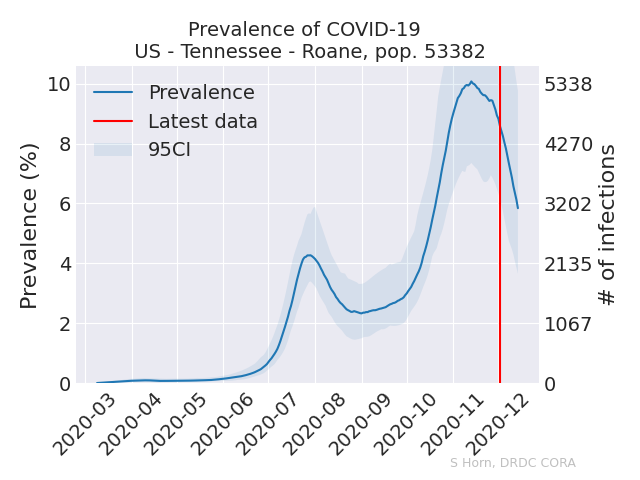 Prevalence of COVID-19
US - Tennessee - Roane, pop. 53382
Prevalence
Latest data
95CI
Prevalence (%)
10
8
6
4
2
0
5338
4270
3202
2135
1067
0
# of infections
2020-03
2020-04
2020-05
2020-06
2020-07
2020-08
2020-09
2020-10
2020-11
2020-12
S Horn, DRDC CORA